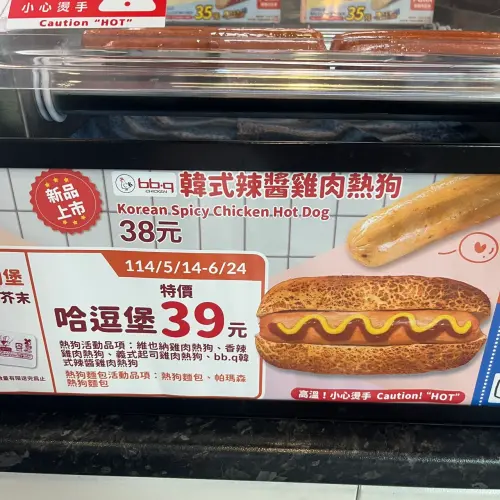 小心燙手
Caution "HOT"
35
35元
新品
上市
bb.q
CHICKEN
韓式辣醬雞肉熱狗
Korean Spicy Chicken Hot Dog
38元
114/5/14-6/24
特價
哈逗堡39元
熱狗活動品項：維也納雞肉熱狗、香辣
雞肉熱狗、義式起司雞肉熱狗、bb.q韓
式辣醬雞肉熱狗
熱狗麵包活動品項：熱狗麵包、帕瑪森
熱狗麵包
堡
芥末
高溫！小心燙手 Caution! "HOT"